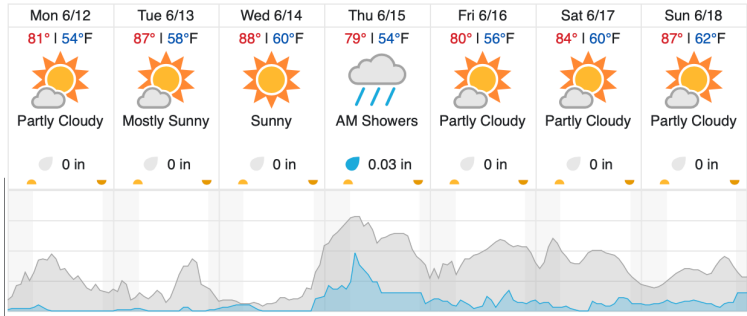 Mon 6/12 Tue 6/13 Wed 6/14 Thu 6/15 Fri 6/16 Sat 6/17 Sun 6/18
81° | 54°F 87° | 58°F 88° | 60°F 79° | 54°F 80° | 56°F 84° | 60°F 87° | 62°F
Partly Cloudy Mostly Sunny Sunny AM Showers Partly Cloudy Partly Cloudy Partly Cloudy
0 in 0 in 0 in 0.03 in 0 in 0 in 0 in